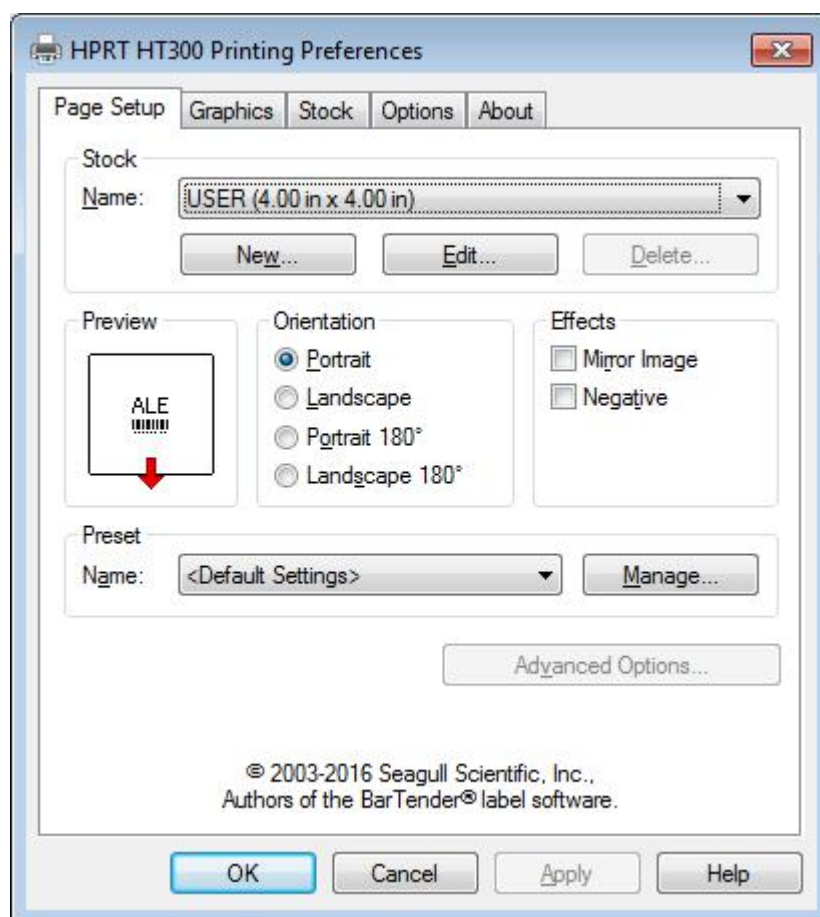 HPRT HT300 Printing Preferences
Page Setup Graphics Stock Options About
Stock
Name: USER (4.00 in x 4.00 in)
New... Edit... Delete...
Preview Orientation Effects
ALE
Portrait
Landscape
Portrait 180°
Landscape 180°
Mirror Image
Negative
Preset
Name: <Default Settings> Manage...
Advanced Options...
© 2003-2016 Seagull Scientific, Inc.,
Authors of the BarTender® label software.
OK Cancel Apply Help